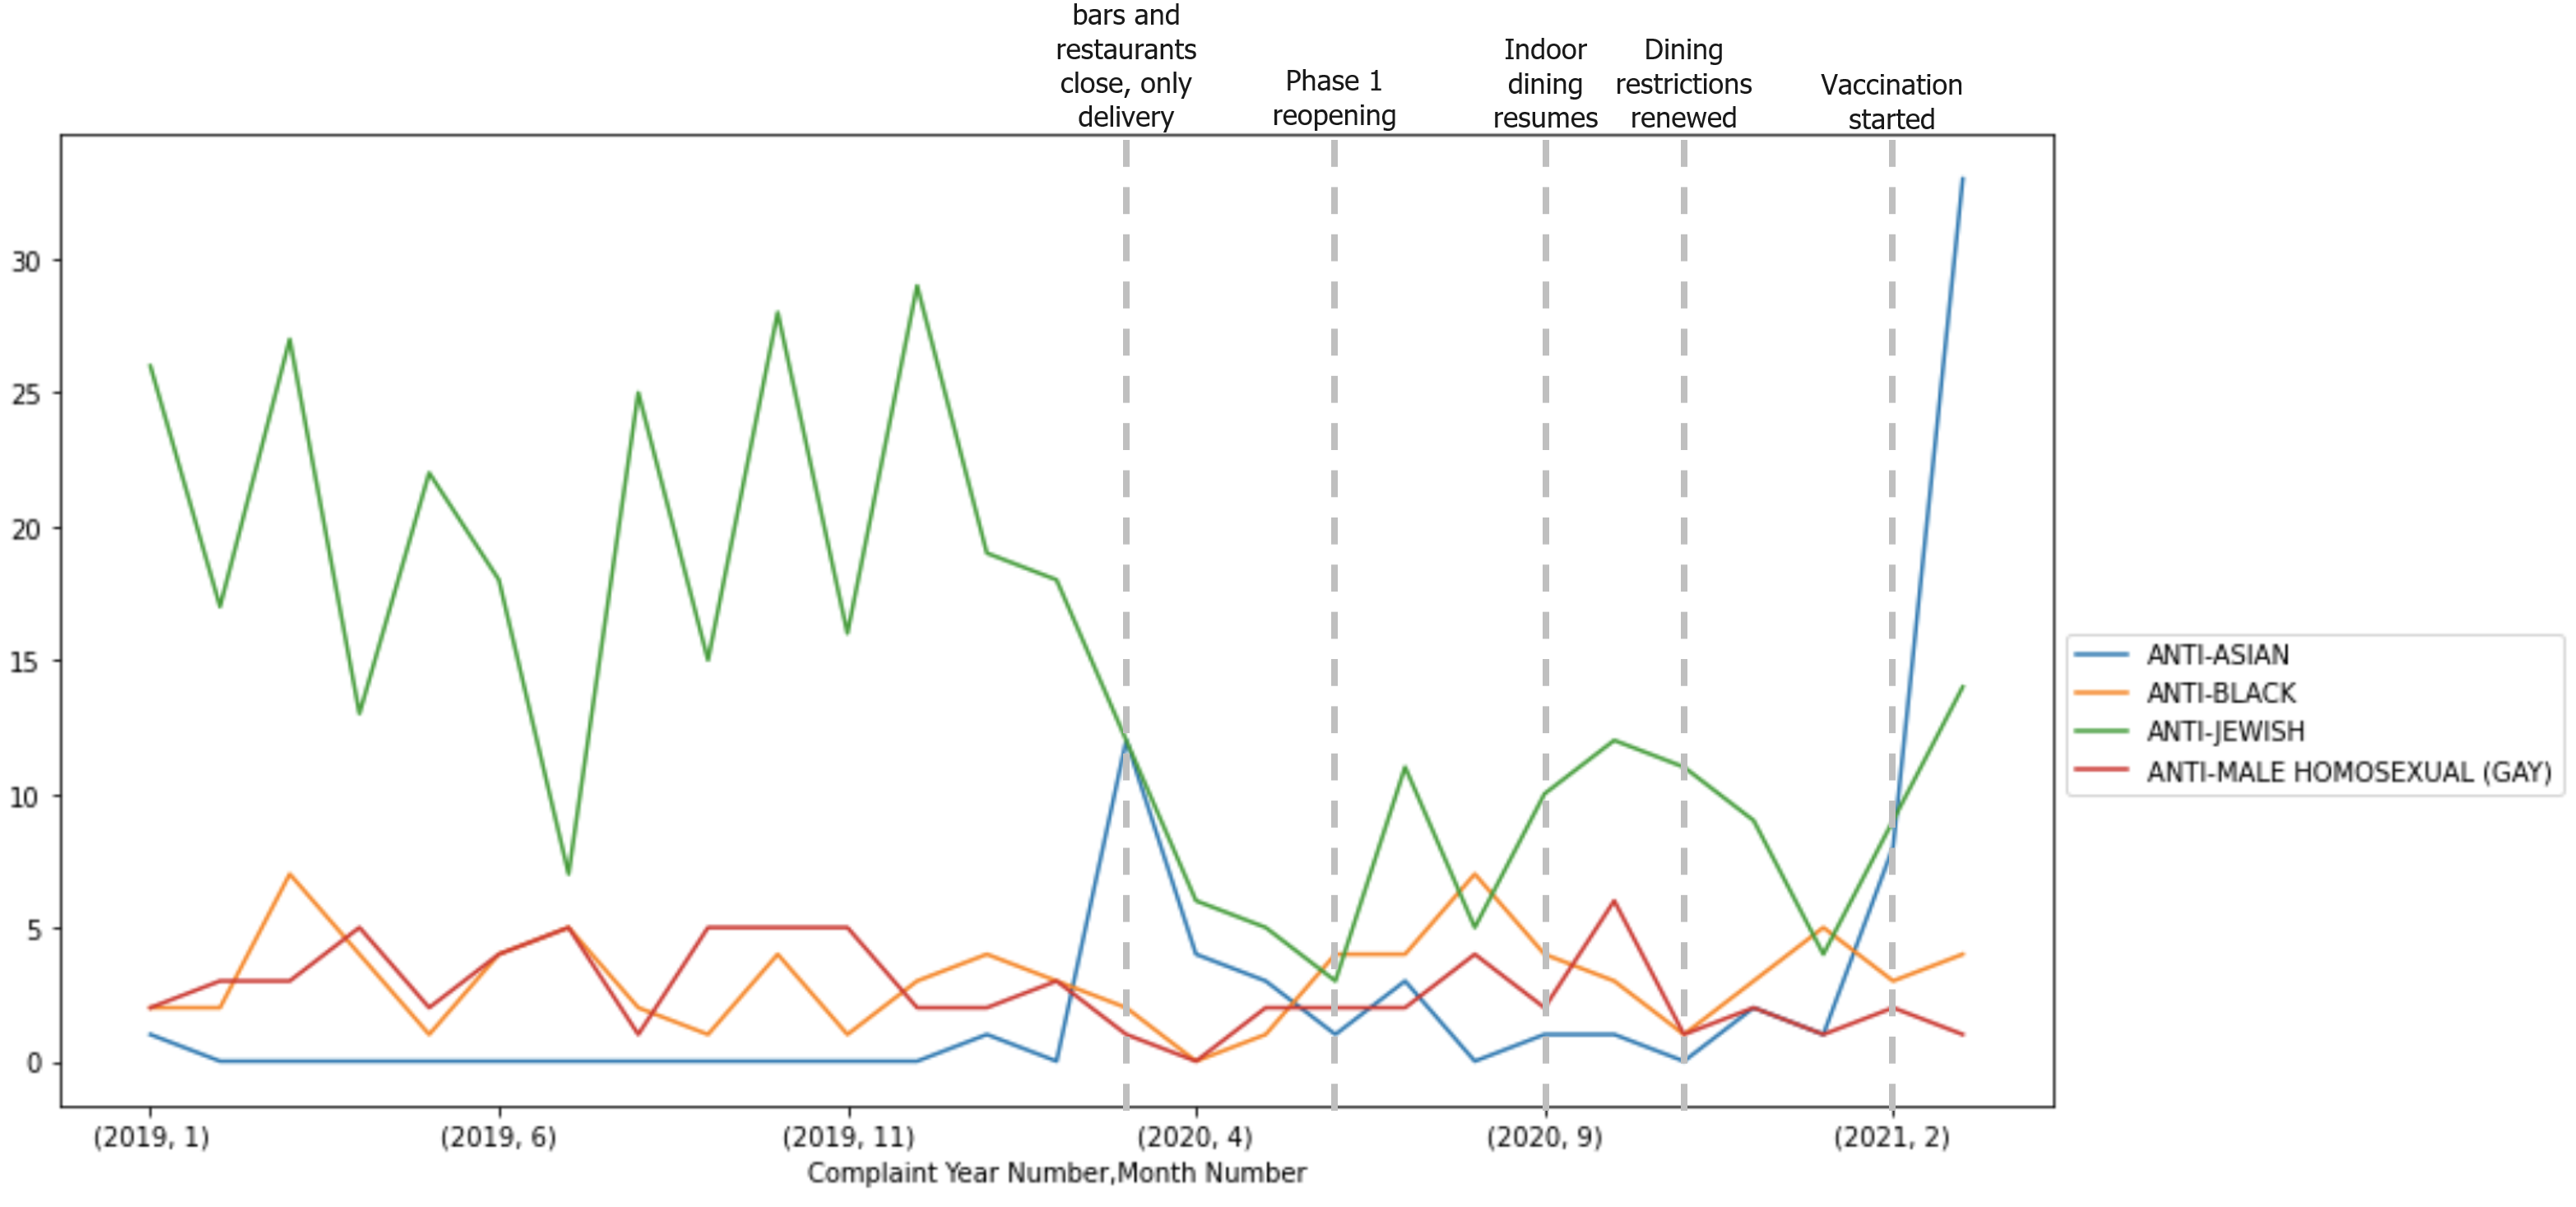 bars and
restaurants
close, only
delivery
Phase 1
reopening
Indoor
dining
resumes
Dining
restrictions
renewed
Vaccination
started
30
25
20
15
10
5
0
(2019, 1)
(2019, 6)
(2019, 11)
(2020, 4)
(2020, 9)
(2021, 2)
Complaint Year Number,Month Number
ANTI-ASIAN
ANTI-BLACK
ANTI-JEWISH
ANTI-MALE HOMOSEXUAL (GAY)